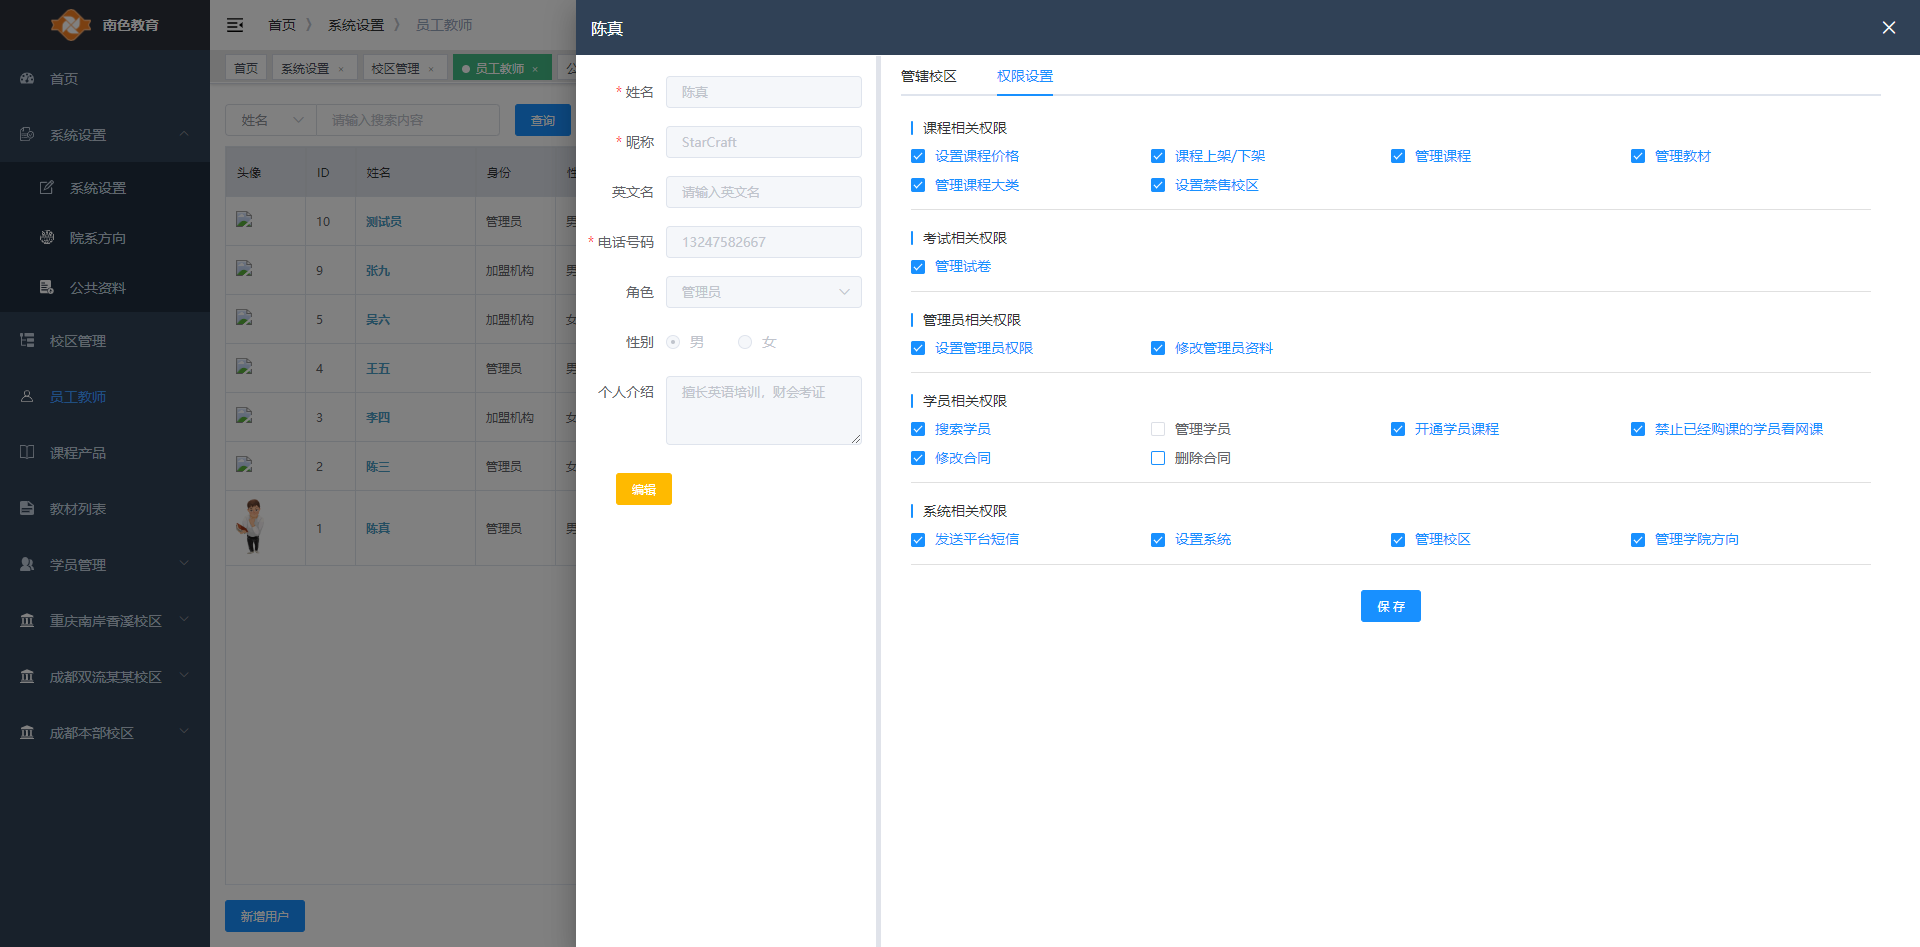 南色教育
首页
系统设置
系统设置
院系方向
公共资料
校区管理
员工教师
课程产品
教材列表
学员管理
重庆南岸香溪校区
成都双流某某校区
成都本部校区
首页 》 系统设置 》 员工教师
首页 系统设置 × 校区管理 × 员工教师 × 公
姓名 请输入搜索内容 查询
头像 ID 姓名 身份 性
10 测试员 管理员 男
9 张九 加盟机构 男
5 吴六 加盟机构 女
4 王五 管理员 男
3 李四 加盟机构 女
2 陈三 管理员 女
1 陈真 管理员 男
新增用户
陈真
* 姓名 陈真
* 昵称 StarCraft
英文名 请输入英文名
* 电话号码 13247582667
角色 管理员
性别 男 女
个人介绍 擅长英语培训，财会考证
编辑
管辖校区 权限设置
课程相关权限
设置课程价格 课程上架/下架 管理课程 管理教材
管理课程大类 设置禁售校区
考试相关权限
管理试卷
管理员相关权限
设置管理员权限 修改管理员资料
学员相关权限
搜索学员 管理学员 开通学员课程 禁止已经购课的学员看网课
修改合同 删除合同
系统相关权限
发送平台短信 设置系统 管理校区 管理学院方向
保存